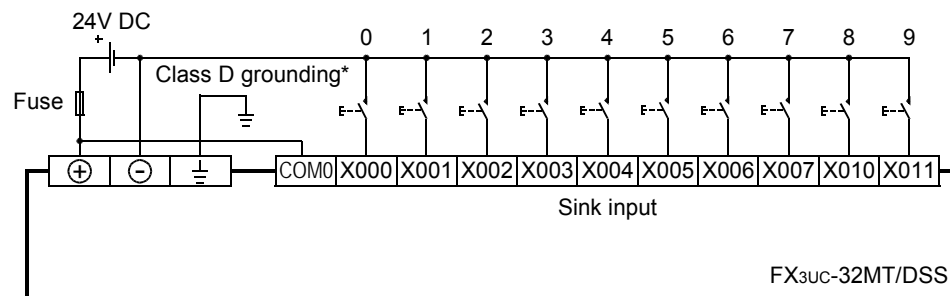 24V DC
+
0 1 2 3 4 5 6 7 8 9
Class D grounding*
Fuse
+ - COM0 X000 X001 X002 X003 X004 X005 X006 X007 X010 X011
Sink input
FX3UC-32MT/DSS